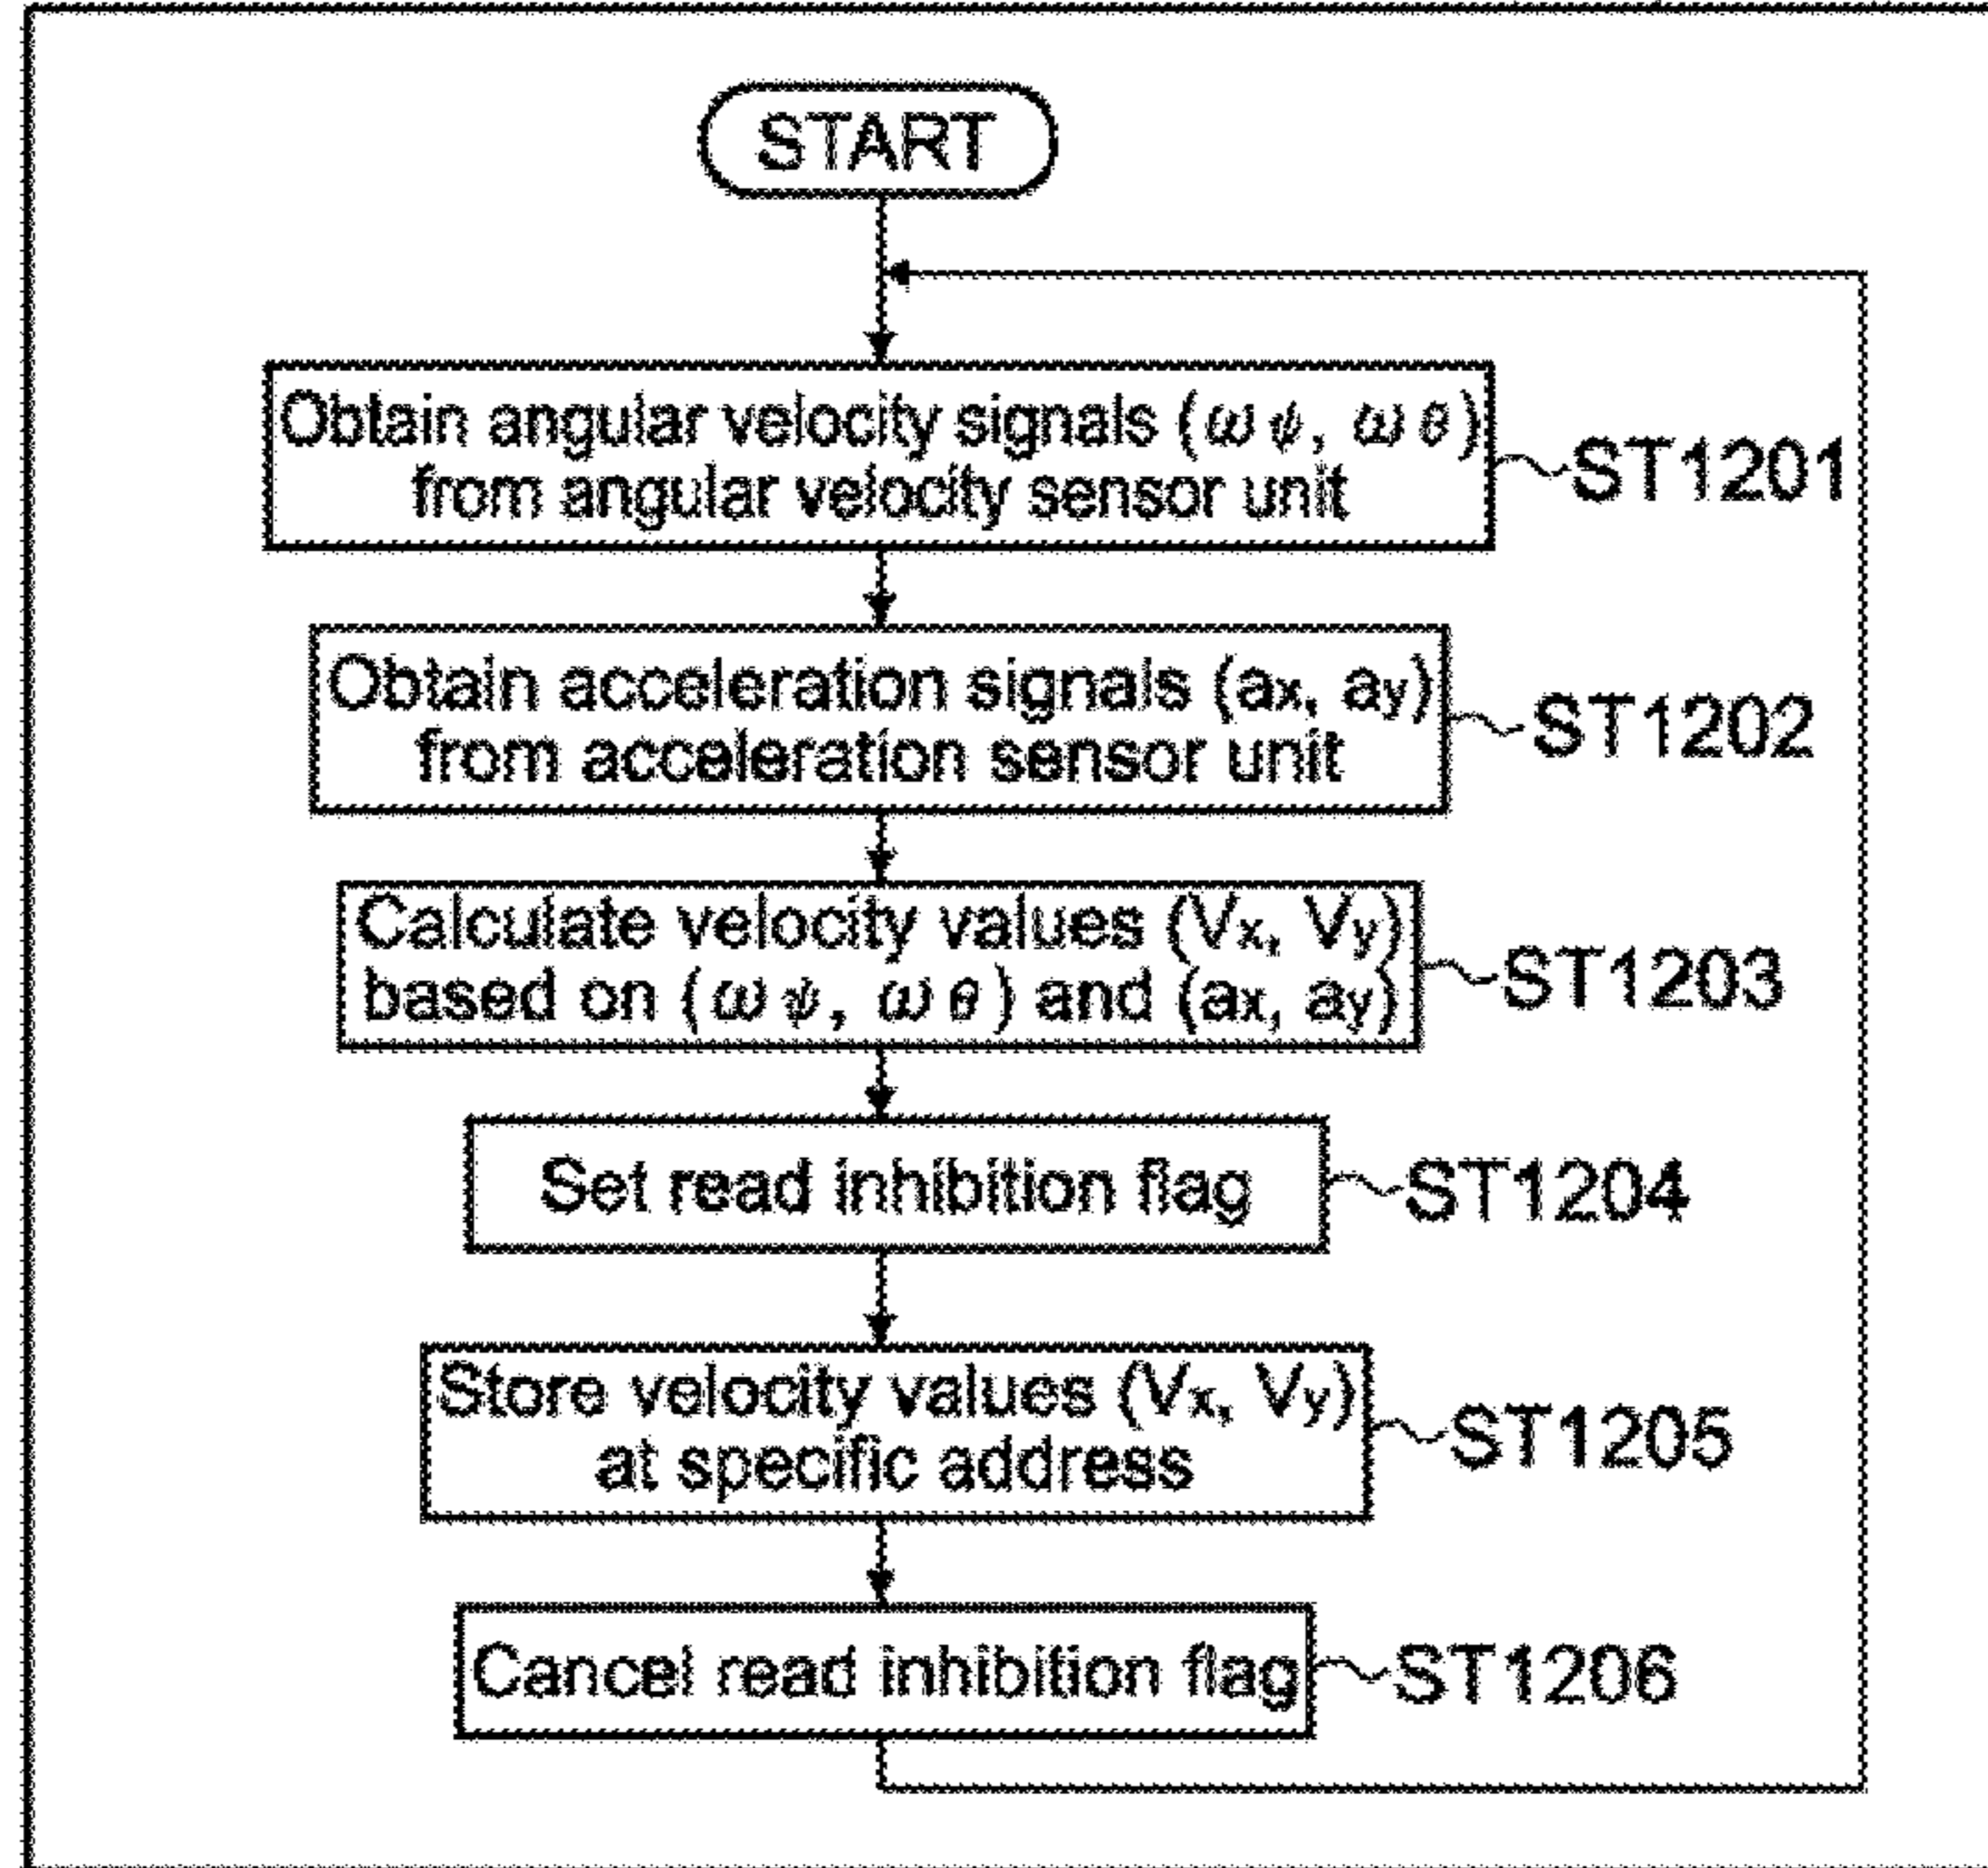 START
Obtain angular velocity signals (ωψ, ωθ)
from angular velocity sensor unit
ST1201
Obtain acceleration signals (ax, ay)
from acceleration sensor unit
ST1202
Calculate velocity values (Vx, Vy)
based on (ωψ, ωθ) and (ax, ay)
ST1203
Set read inhibition flag
ST1204
Store velocity values (Vx, Vy)
at specific address
ST1205
Cancel read inhibition flag
ST1206